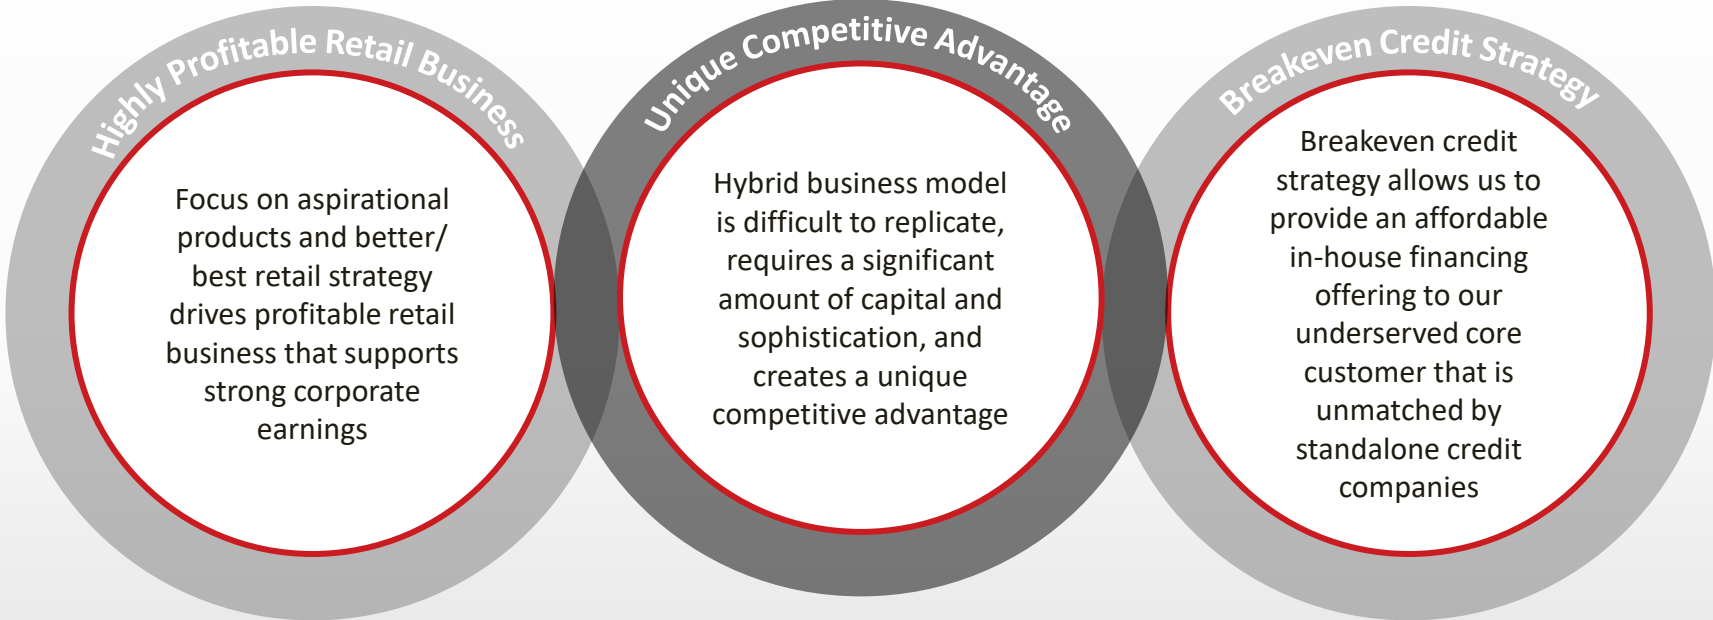 Highly Profitable Retail Business
Focus on aspirational
products and better/
best retail strategy
drives profitable retail
business that supports
strong corporate
earnings
Unique Competitive Advantage
Hybrid business model
is difficult to replicate,
requires a significant
amount of capital and
sophistication, and
creates a unique
competitive advantage
Breakeven Credit Strategy
Breakeven credit
strategy allows us to
provide an affordable
in-house financing
offering to our
underserved core
customer that is
unmatched by
standalone credit
companies